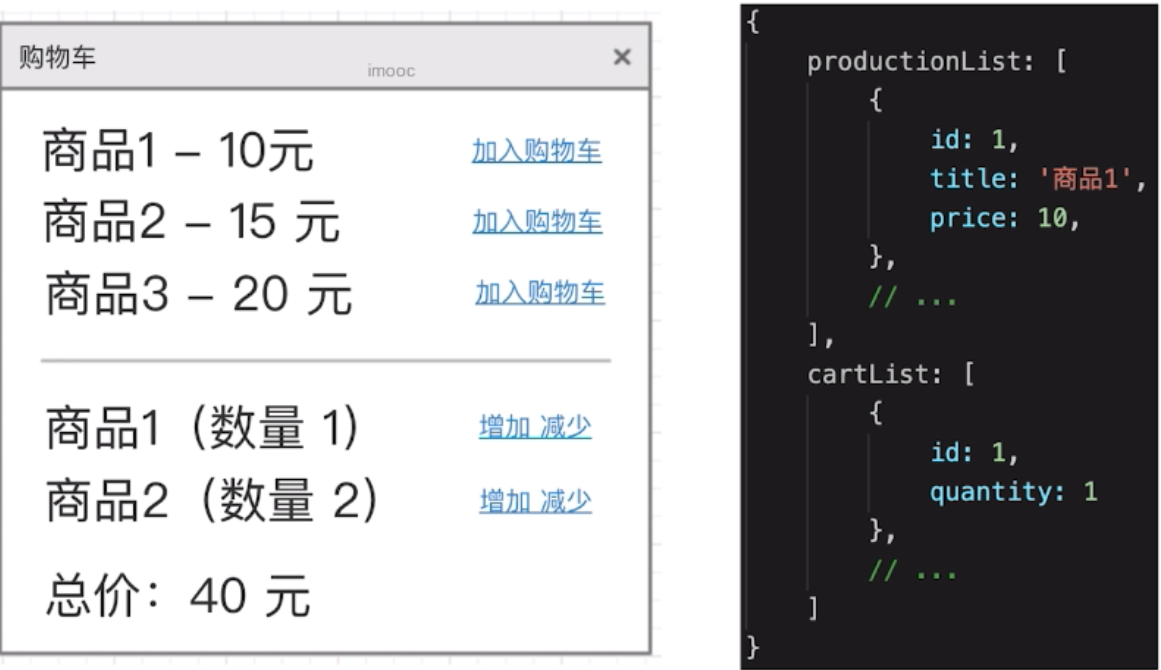 购物车
imooc
×
商品1 – 10元 加入购物车
商品2 – 15 元 加入购物车
商品3 – 20 元 加入购物车
商品1（数量 1） 增加 减少
商品2（数量 2） 增加 减少
总价：40 元
{
productionList: [
{
id: 1,
title: '商品1',
price: 10,
},
// ...
],
cartList: [
{
id: 1,
quantity: 1
},
// ...
]
}